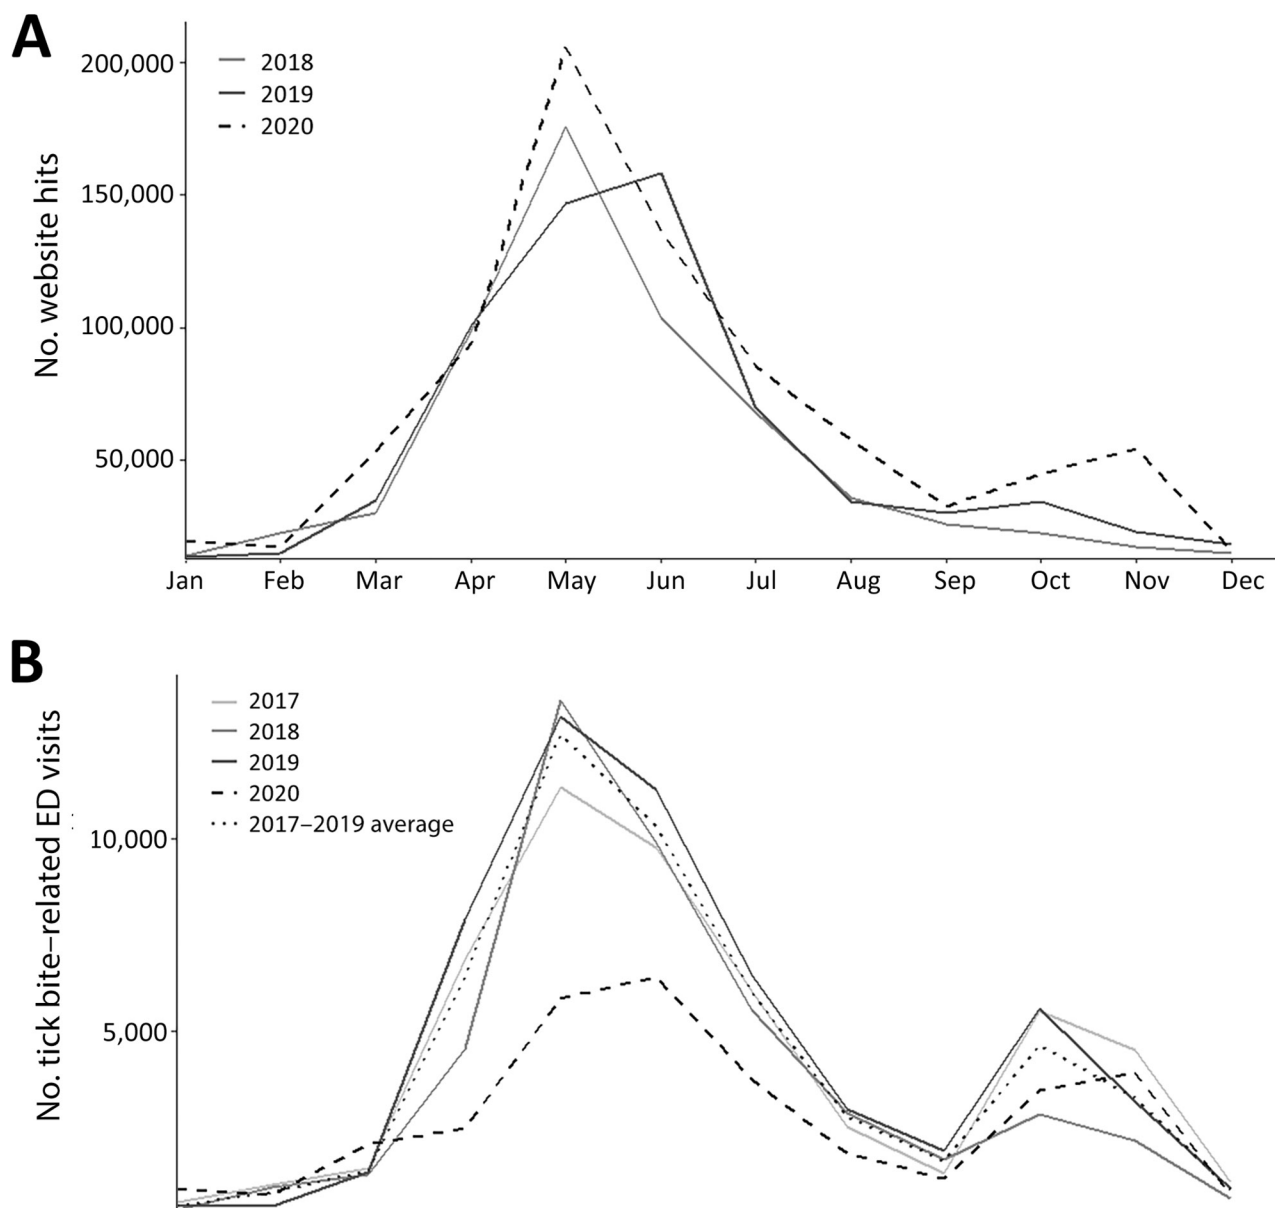 A
No. website hits
200,000
150,000
100,000
50,000
2018
2019
2020
Jan Feb Mar Apr May Jun Jul Aug Sep Oct Nov Dec
B
No. tick bite–related ED visits
10,000
5,000
2017
2018
2019
2020
2017–2019 average